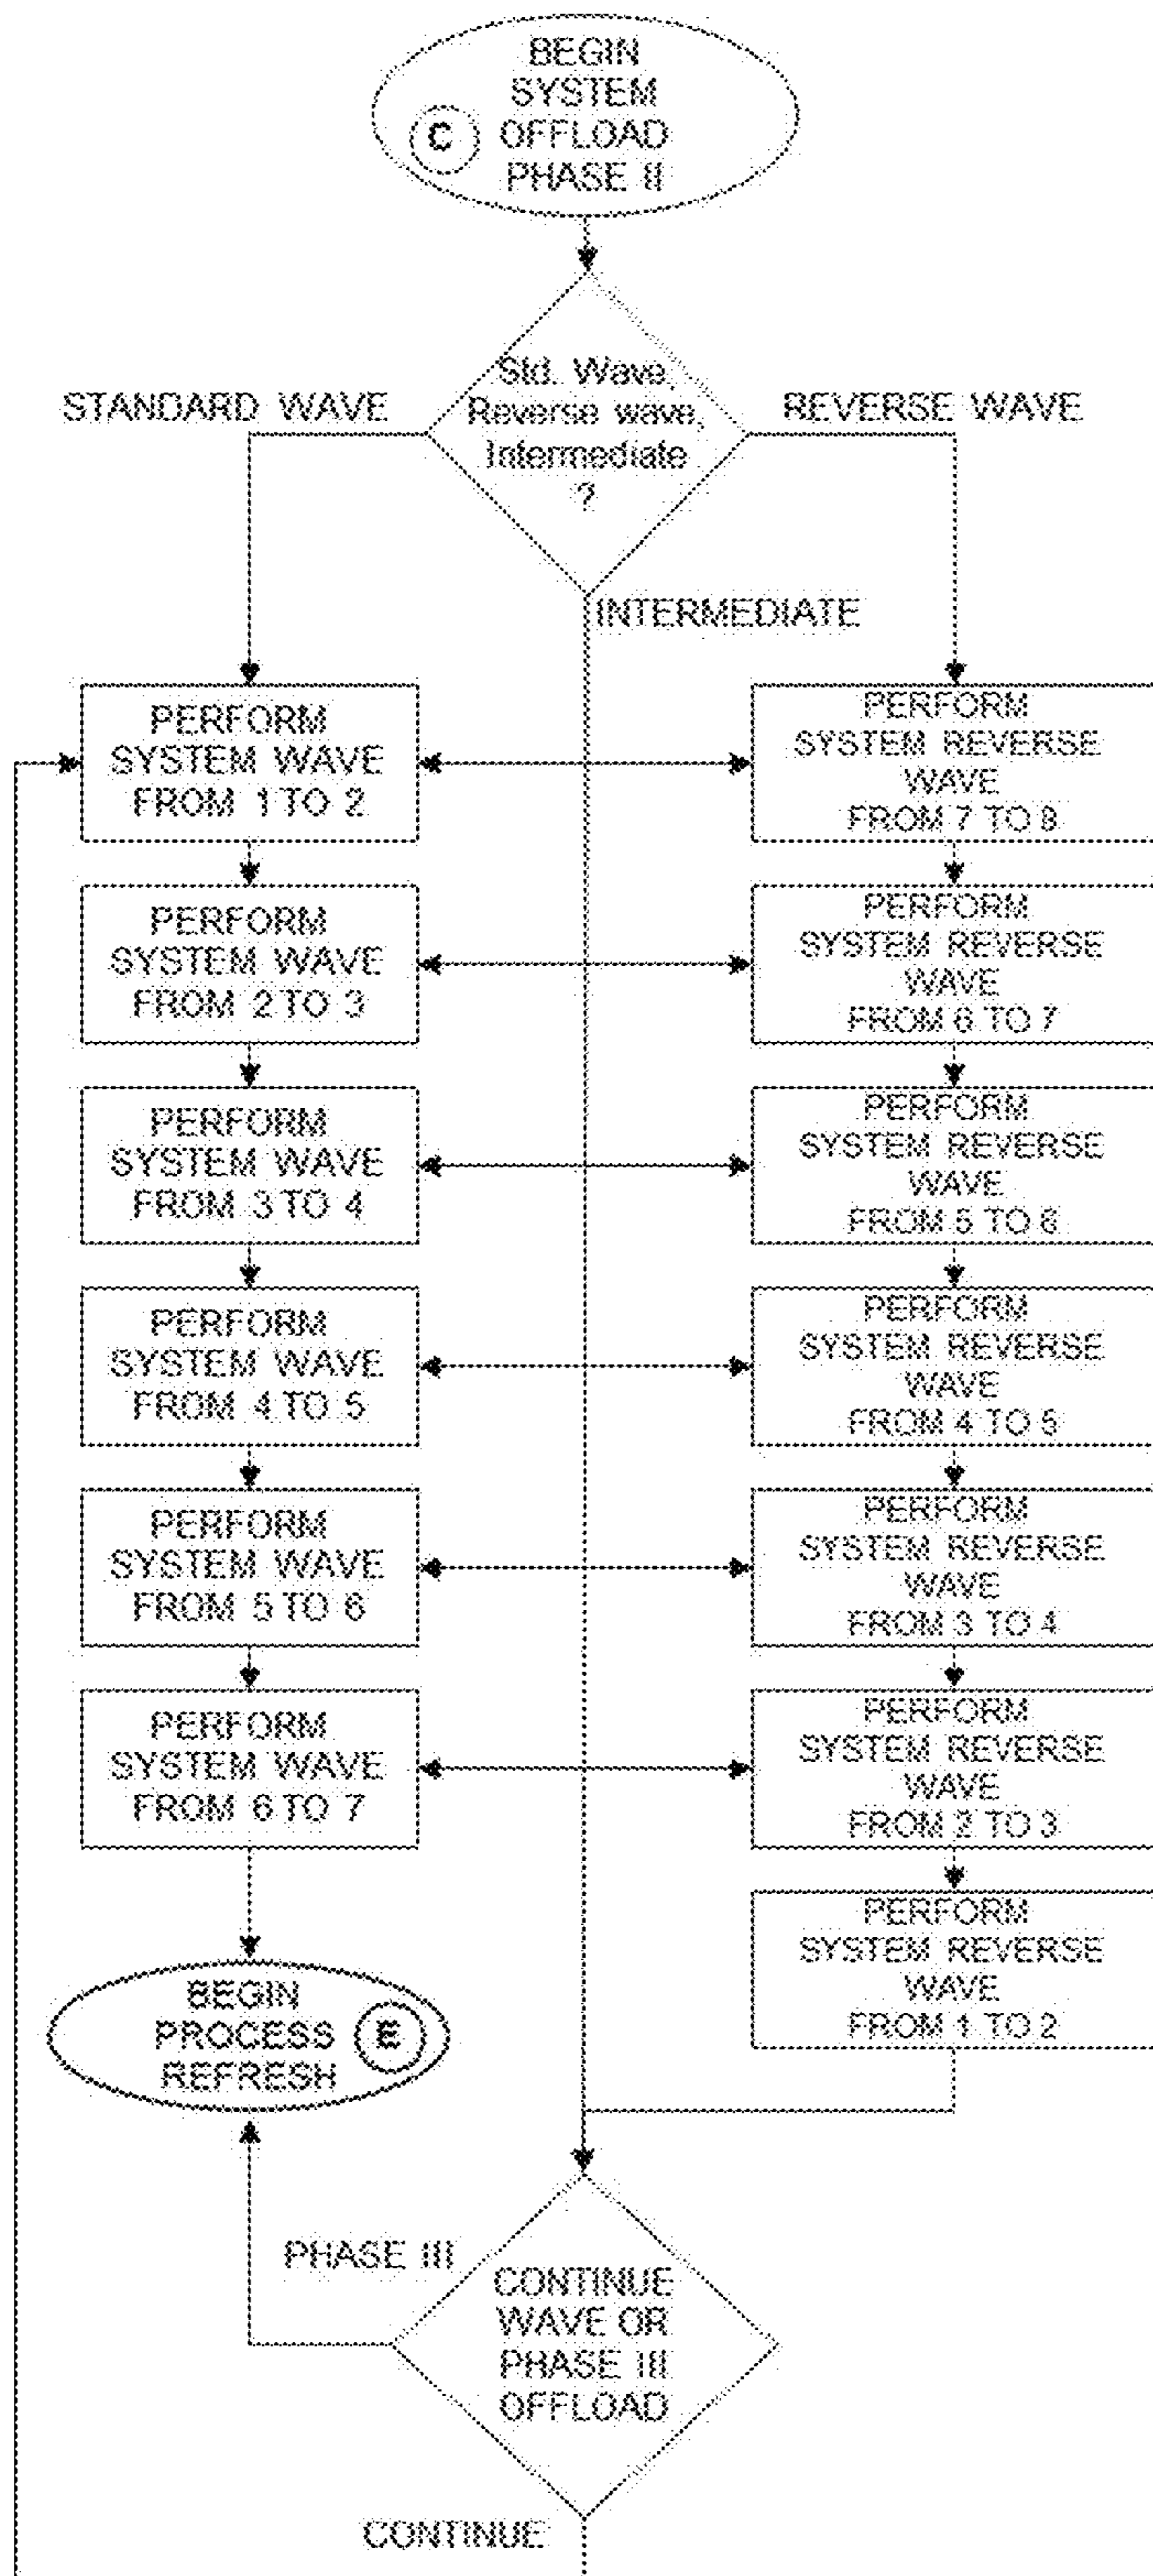 BEGIN
SYSTEM
OFFLOAD
PHASE II
C
Std. Wave,
Reverse wave,
Intermediate
?
STANDARD WAVE
REVERSE WAVE
INTERMEDIATE
PERFORM
SYSTEM WAVE
FROM 1 TO 2
PERFORM
SYSTEM REVERSE
WAVE
FROM 7 TO
PERFORM
SYSTEM WAVE
FROM 2 TO 3
PERFORM
SYSTEM REVERSE
WAVE
FROM 6 TO 7
PERFORM
SYSTEM WAVE
FROM 3 TO 4
PERFORM
SYSTEM REVERSE
WAVE
FROM 5 TO 6
PERFORM
SYSTEM WAVE
FROM 4 TO 5
PERFORM
SYSTEM REVERSE
WAVE
FROM 4 TO 5
PERFORM
SYSTEM WAVE
FROM 5 TO 6
PERFORM
SYSTEM REVERSE
WAVE
FROM 3 TO 4
PERFORM
SYSTEM WAVE
FROM 6 TO 7
PERFORM
SYSTEM REVERSE
WAVE
FROM 2 TO 3
PERFORM
SYSTEM REVERSE
WAVE
FROM 1 TO 2
BEGIN
PROCESS
REFRESH
E
PHASE III
CONTINUE
WAVE OR
PHASE III
OFFLOAD
CONTINUE